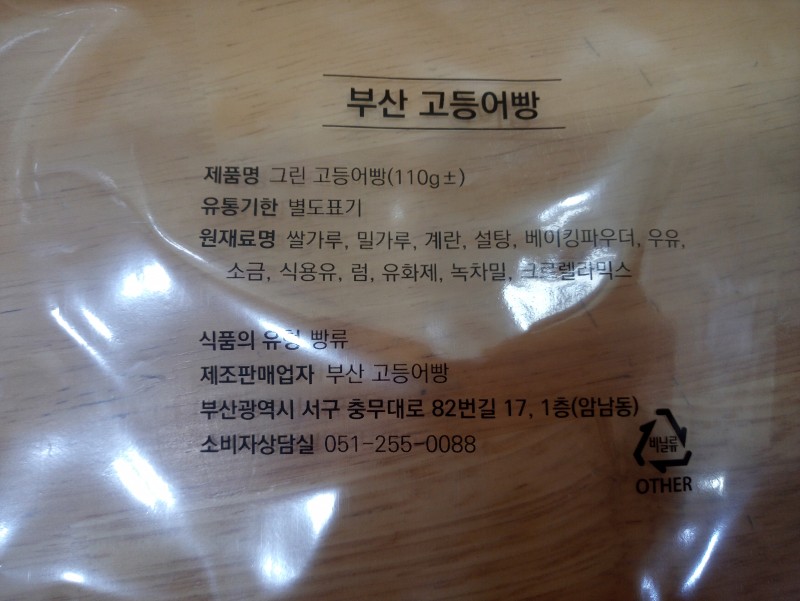 부산 고등어빵
제품명 그린 고등어빵(110g±)
유통기한 별도표기
원재료명 쌀가루, 밀가루, 계란, 설탕, 베이킹파우더, 우유,
소금, 식용유, 럼, 유화제, 녹차밀, 크로렐라믹스
식품의 유형 빵류
제조판매업자 부산 고등어빵
부산광역시 서구 충무대로 82번길 17, 1층(암남동)
소비자상담실 051-255-0088
비닐류
OTHER